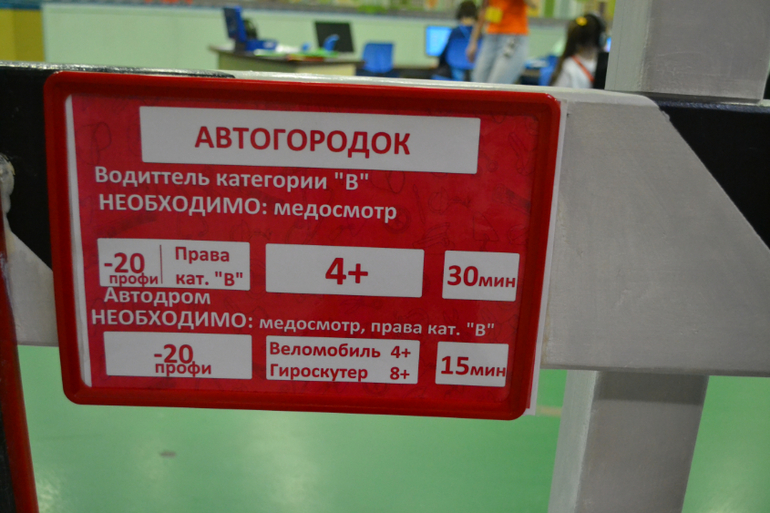 АВТОГОРОДОК
Водиттель категории "В"
НЕОБХОДИМО: медосмотр
-20 профи Права кат. "В" 4+ 30мин
Автодром
НЕОБХОДИМО: медосмотр, права кат. "В"
-20 профи Веломобиль 4+ 15мин
Гироскутер 8+